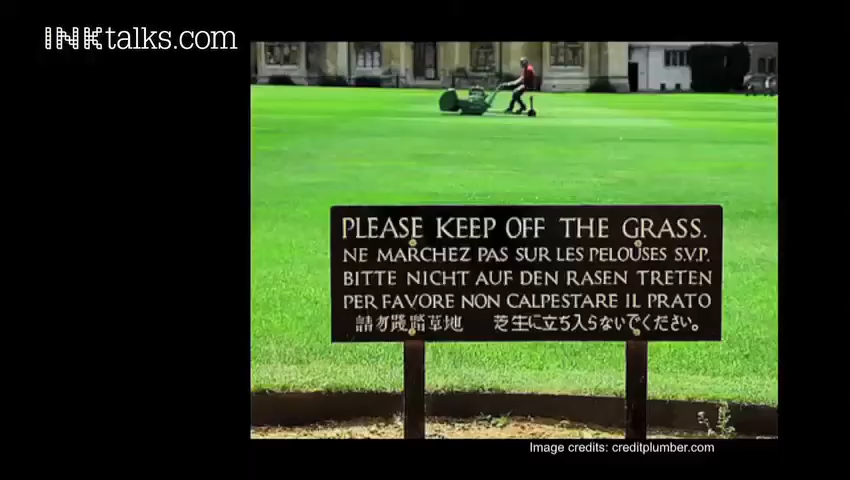 INKtalks.com
PLEASE KEEP OFF THE GRASS.
NE MARCHEZ PAS SUR LES PELOUSES S.V.P.
BITTE NICHT AUF DEN RASEN TRETEN
PER FAVORE NON CALPESTARE IL PRATO
請勿踐踏草地 芝生に立ち入らないでください。
Image credits: creditplumber.com